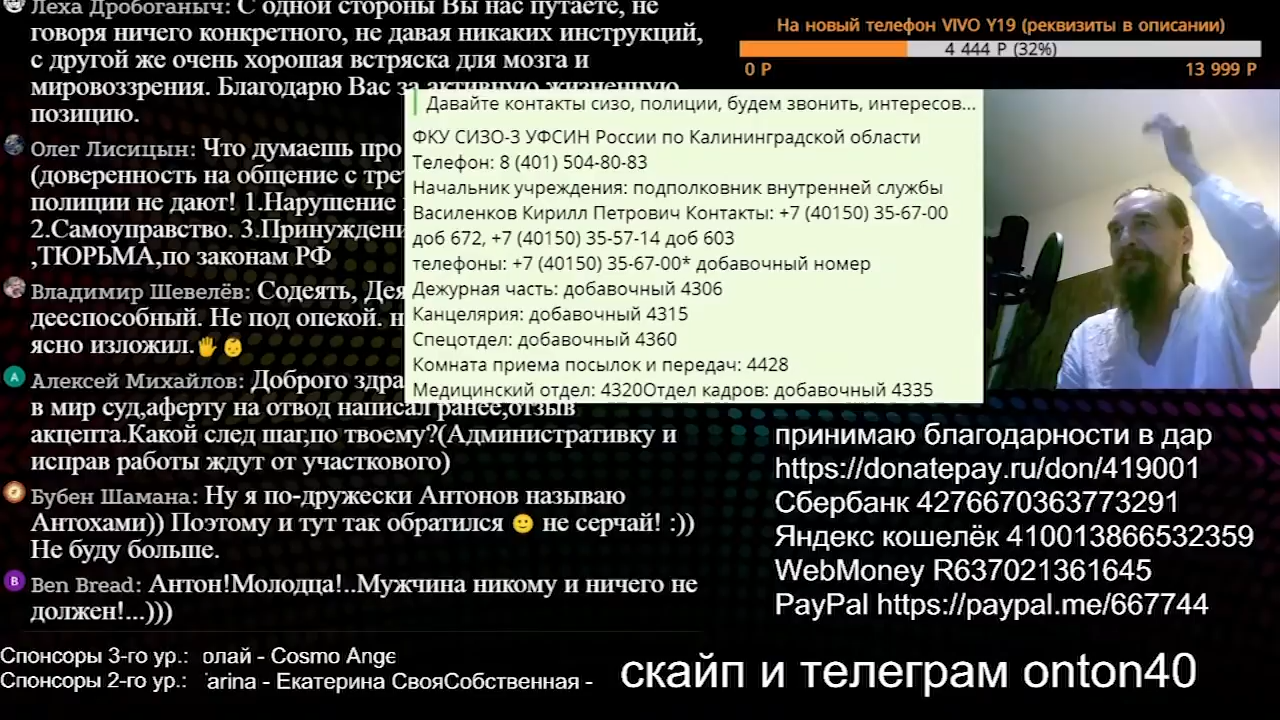 Леха Дробоганыч: С одной стороны Вы нас путаете, не
говоря ничего конкретного, не давая никаких инструкций,
с другой же очень хорошая встряска для мозга и
мировоззрения. Благодарю Вас за активную жизненную
позицию.
Олег Лисицын: Что думаешь про
(доверенность на общение с
полиции не дают! 1.Нарушение
2.Самоуправство.
,ТЮРЬМА,по законам РФ
Владимир Шевелёв: Содеять,
дееспособный. Не под опекой.
ясно изложил.🖐👶
Алексей Михайлов: Доброго
в мир суд,аферту на отвод написал ранее,отзыв
акцепта.Какой след шаг,по твоему?(Административку и
исправ работы ждут от участкового)
Бубен Шамана: Ну я по-дружески Антонов называю
Антохами)) Поэтому и тут так обратился 🙂 не серчай! :))
Не буду больше.
Ben Bread: Антон!Молодца!..Мужчина никому и ничего не
должен!...)))
Давайте контакты сизо, полиции, будем звонить, интересов...
ФКУ СИЗО-3 УФСИН России по Калининградской области
Телефон: 8 (401) 504-80-83
Начальник учреждения: подполковник внутренней службы
Василенков Кирилл Петрович Контакты: +7 (40150) 35-67-00
доб 672, +7 (40150) 35-57-14 доб 603
телефоны: +7 (40150) 35-67-00* добавочный номер
Дежурная часть: добавочный 4306
Канцелярия: добавочный 4315
Спецотдел: добавочный 4360
Комната приема посылок и передач: 4428
Медицинский отдел: 4320Отдел кадров: добавочный 4335
На новый телефон VIVO Y19 (реквизиты в описании)
4 444 Р (32%)
0 Р 13 999 Р
принимаю благодарности в дар
https://donatepay.ru/don/419001
Сбербанк 4276670363773291
Яндекс кошелёк 410013866532359
WebMoney R637021361645
PayPal https://paypal.me/667744
Спонсоры 3-го ур.: олай - Cosmo Ange
Спонсоры 2-го ур.: arina - Екатерина СвояСобственная -
скайп и телеграм onton40